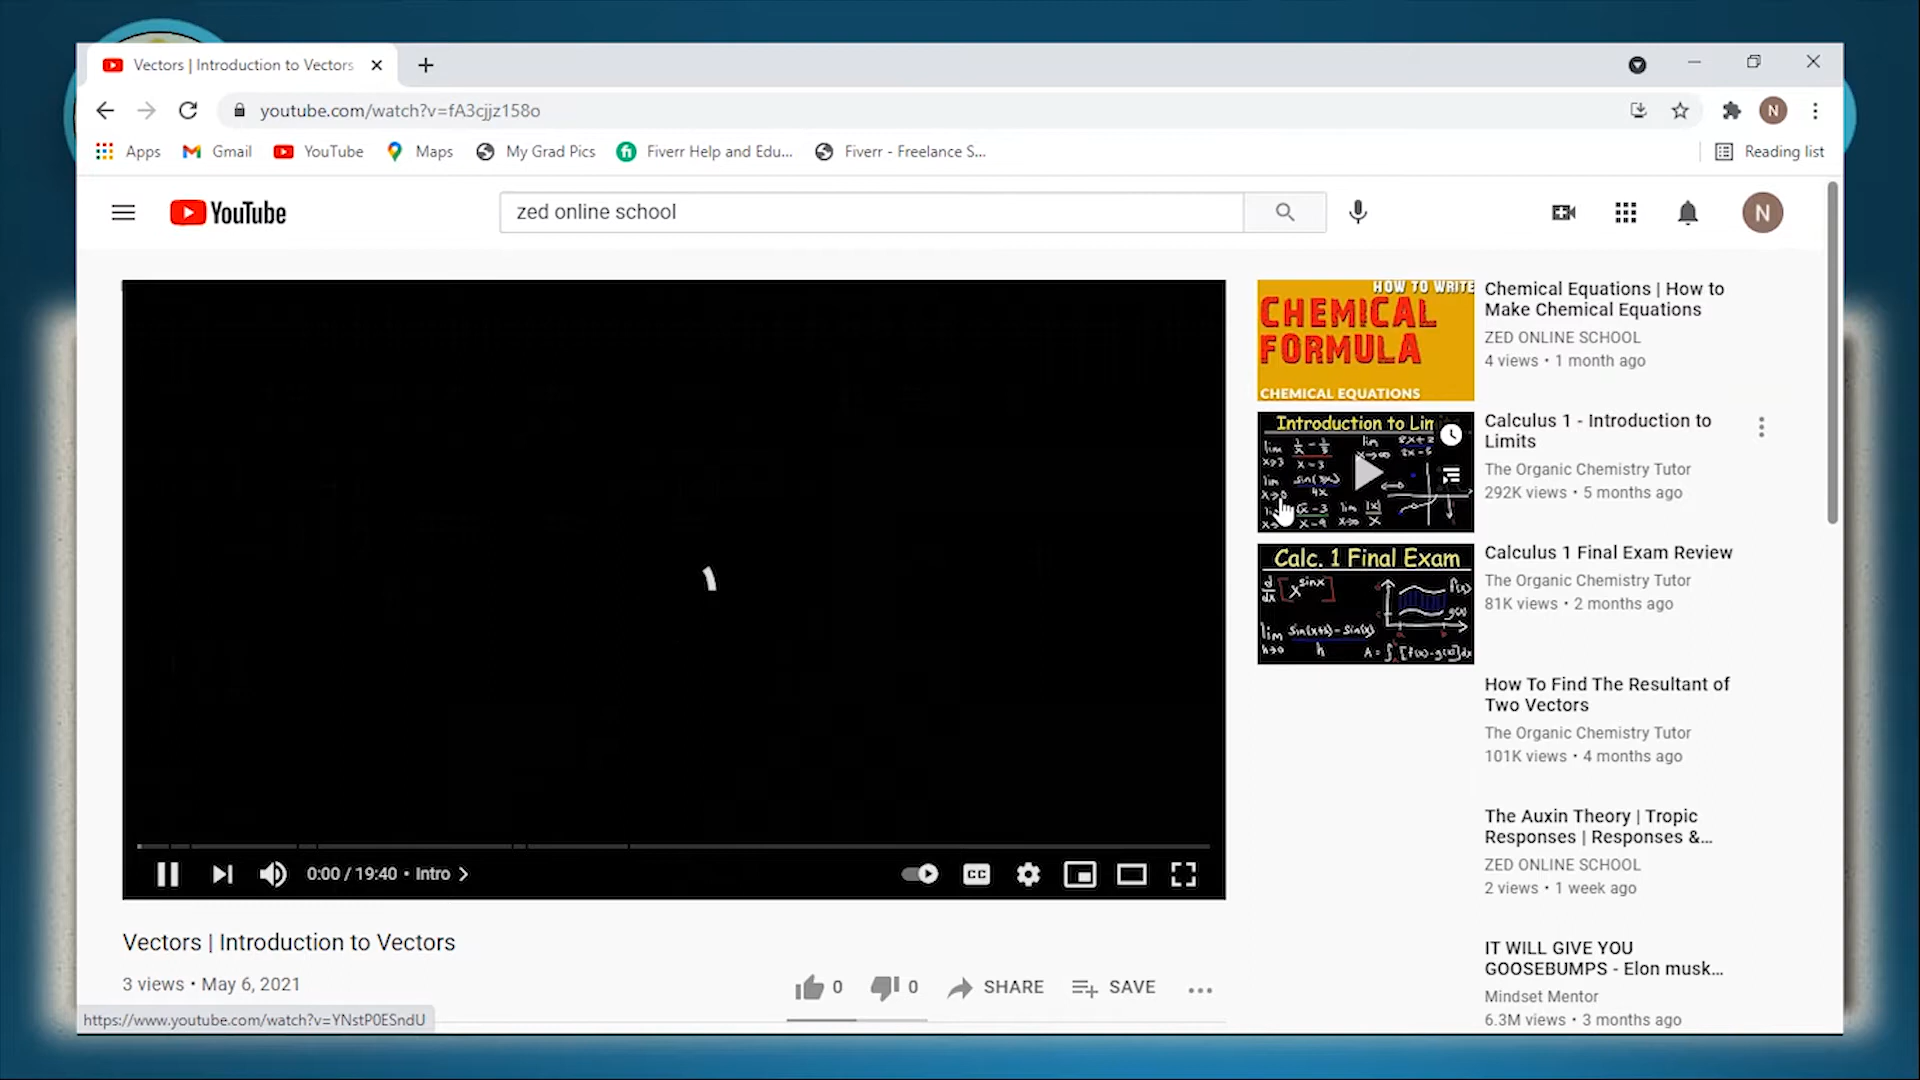 Vectors | Introduction to Vectors
youtube.com/watch?v=fA3cjjz158o
N
Apps
Gmail
YouTube
Maps
My Grad Pics
Fiverr Help and Edu...
Fiverr - Freelance S...
Reading list
YouTube
zed online school
N
HOW TO WRITE
CHEMICAL
FORMULA
CHEMICAL EQUATIONS
Chemical Equations | How to
Make Chemical Equations
ZED ONLINE SCHOOL
4 views • 1 month ago
Introduction to Lim
Calculus 1 - Introduction to
Limits
The Organic Chemistry Tutor
292K views • 5 months ago
Calc. 1 Final Exam
Calculus 1 Final Exam Review
The Organic Chemistry Tutor
81K views • 2 months ago
How To Find The Resultant of
Two Vectors
The Organic Chemistry Tutor
101K views • 4 months ago
The Auxin Theory | Tropic
Responses | Responses &...
ZED ONLINE SCHOOL
2 views • 1 week ago
IT WILL GIVE YOU
GOOSEBUMPS - Elon musk...
Mindset Mentor
6.3M views • 3 months ago
0:00 / 19:40 • Intro
CC
Vectors | Introduction to Vectors
3 views • May 6, 2021
0
0
SHARE
SAVE
https://www.youtube.com/watch?v=YNstP0ESndU